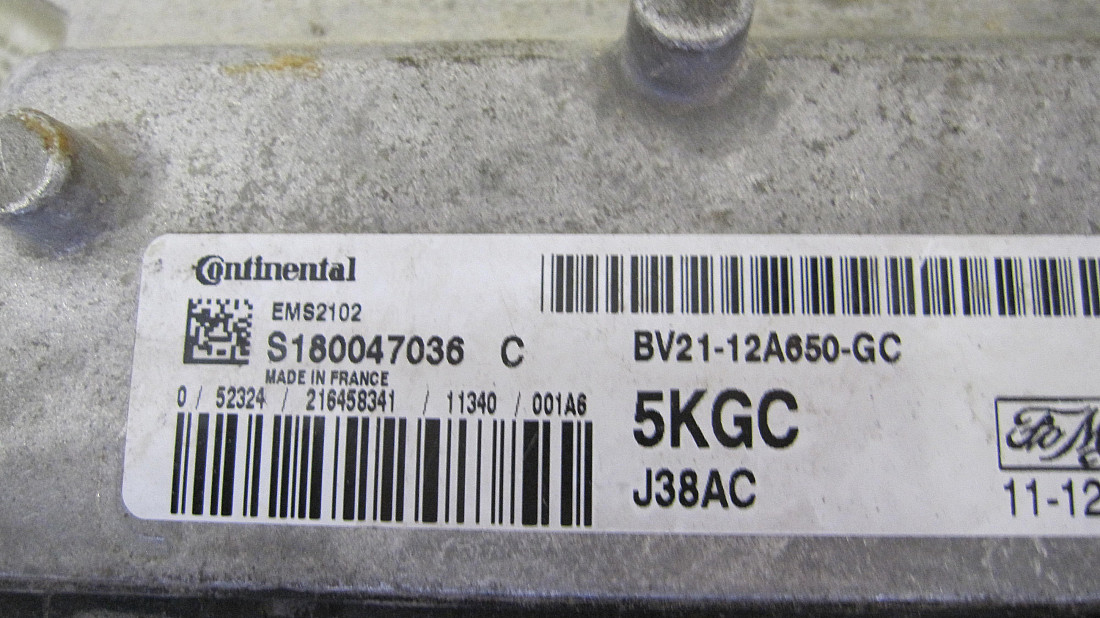 Continental
EMS2102
S180047036 C
MADE IN FRANCE
0 / 52324 / 216458341 / 11340 / 001A6
BV21-12A650-GC
5KGC
J38AC
11-12